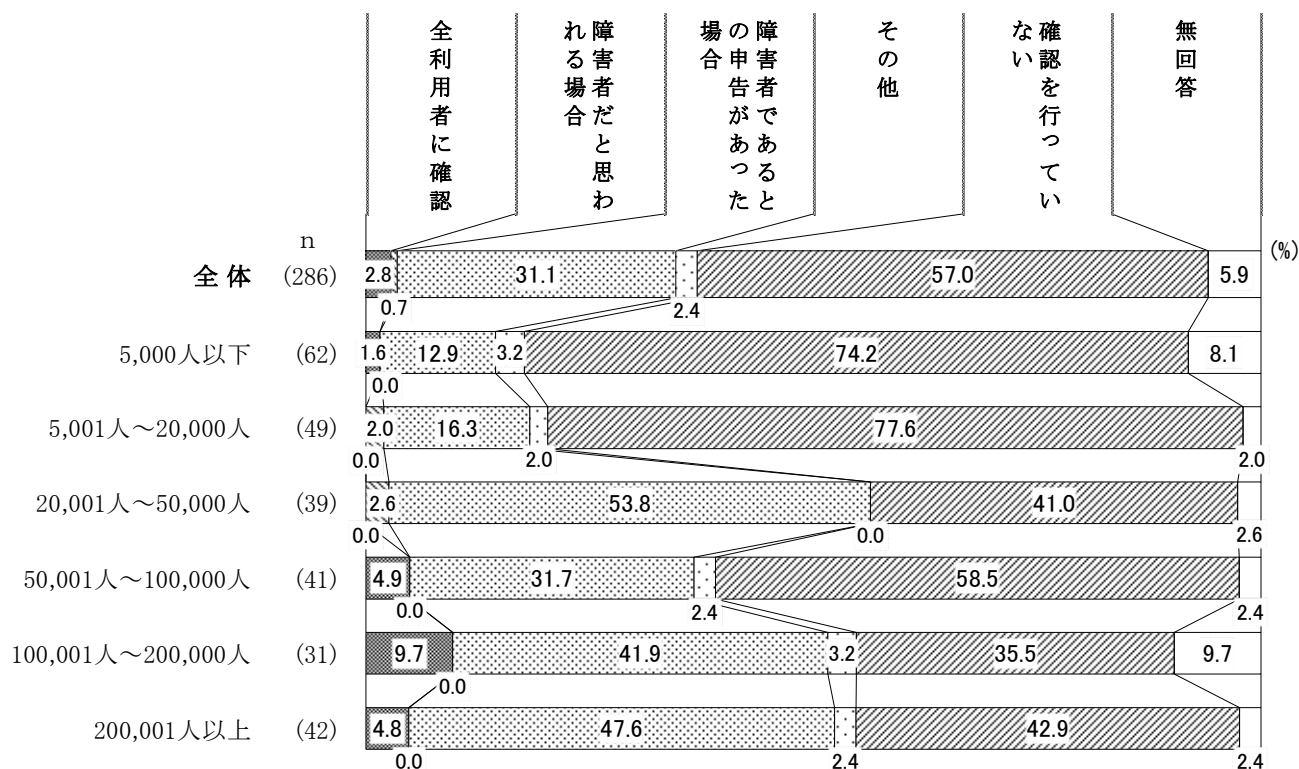 全利用者に確認
障害者だと思わ
れる場合
障害者であると
の申告があった
場合
その他
確認を行ってい
ない
無回答
n
(%)
全 体 (286) 2.8 31.1 57.0 5.9
0.7 2.4
5,000人以下 (62) 1.6 12.9 3.2 74.2 8.1
0.0
5,001人～20,000人 (49) 2.0 16.3 77.6
0.0 2.0 2.0
20,001人～50,000人 (39) 2.6 53.8 41.0
0.0 0.0 2.6
50,001人～100,000人 (41) 4.9 31.7 58.5
0.0 2.4 2.4
100,001人～200,000人 (31) 9.7 41.9 3.2 35.5 9.7
0.0
200,001人以上 (42) 4.8 47.6 42.9
0.0 2.4 2.4